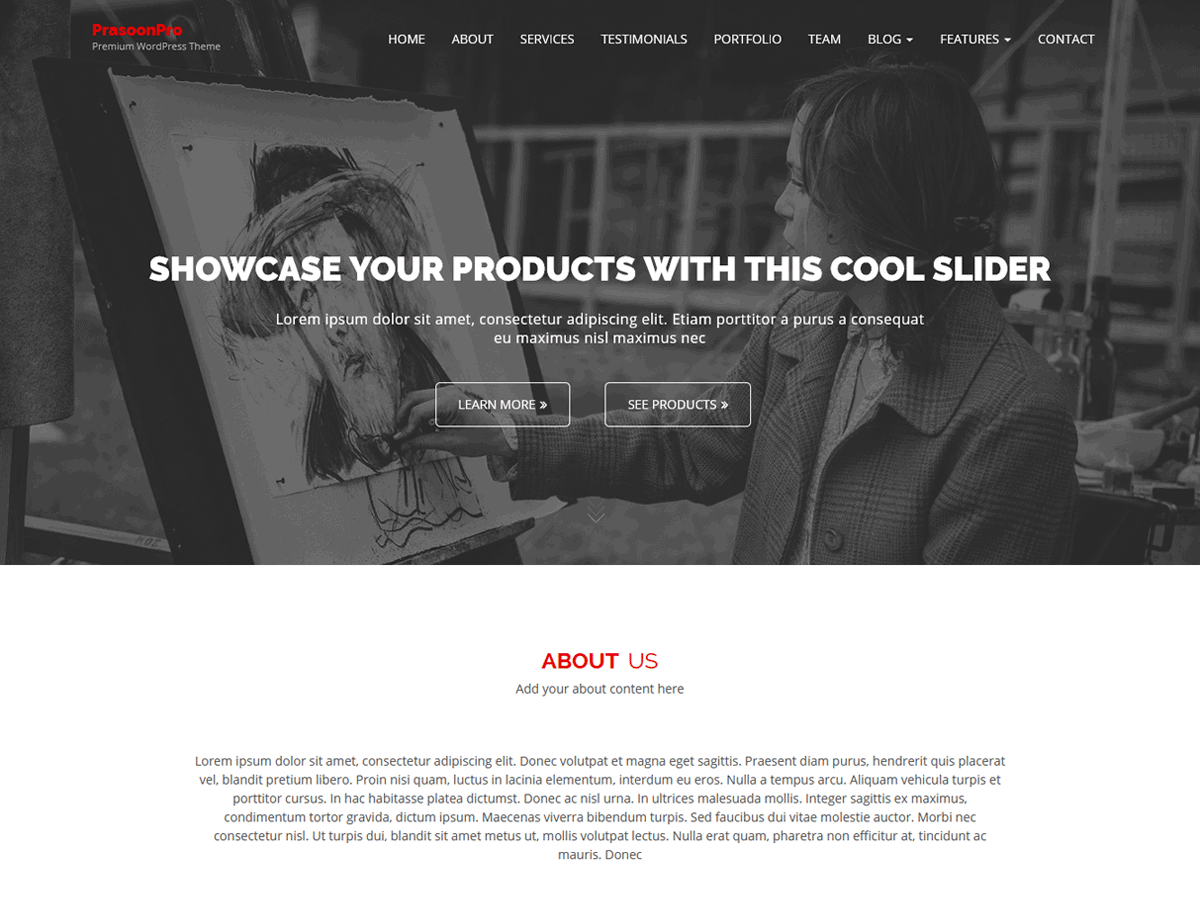 PrasoonPro
Premium WordPress Theme
HOME ABOUT SERVICES TESTIMONIALS PORTFOLIO TEAM BLOG FEATURES CONTACT
SHOWCASE YOUR PRODUCTS WITH THIS COOL SLIDER
Lorem ipsum dolor sit amet, consectetur adipiscing elit. Etiam porttitor a purus a consequat
eu maximus nisl maximus nec
LEARN MORE » SEE PRODUCTS »
ABOUT US
Add your about content here
Lorem ipsum dolor sit amet, consectetur adipiscing elit. Donec volutpat et magna eget sagittis. Praesent diam purus, hendrerit quis placerat
vel, blandit pretium libero. Proin nisi quam, luctus in lacinia elementum, interdum eu eros. Nulla a tempus arcu. Aliquam vehicula turpis et
porttitor cursus. In hac habitasse platea dictumst. Donec ac nisl urna. In ultrices malesuada mollis. Integer sagittis ex maximus,
condimentum tortor gravida, dictum ipsum. Maecenas viverra bibendum turpis. Sed faucibus dui vitae molestie auctor. Morbi nec
consectetur nisl. Ut turpis dui, blandit sit amet metus ut, mollis volutpat lectus. Nulla erat quam, pharetra non efficitur at, tincidunt ac
mauris. Donec